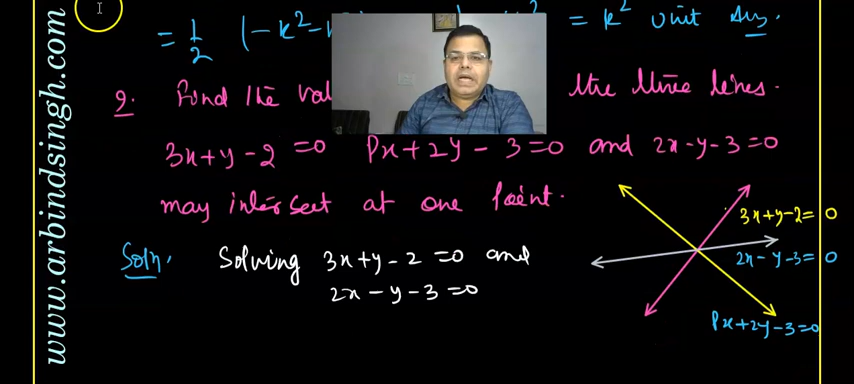 www.arbindsingh.com
= 1/2 (-k² - k² = k² unit Ans.
9. Find the the three lines.
3x+y-2=0 Px+2y-3=0 and 2x-y-3=0
may intersect at one Point.
Soln. Solving 3x+y-2=0 and
2x-y-3=0
3x+y-2=0
2x-y-3=0
Px+2y-3=0